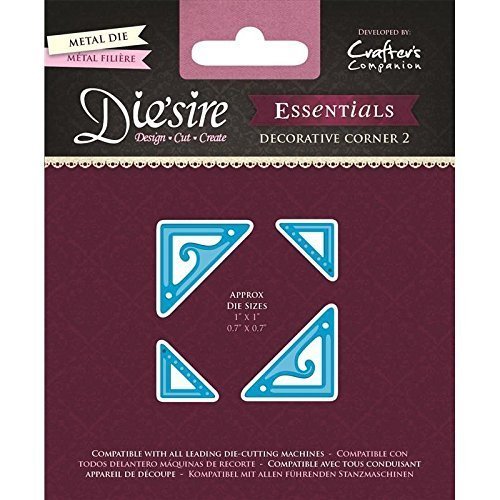 METAL DIE
MÉTAL FILIÈRE
DEVELOPED BY:
Crafter's
Companion
Die'sire
Design • Cut • Create
ESSENTIALS
DECORATIVE CORNER 2
APPROX
DIE SIZES
1" X 1"
0.7" X 0.7"
COMPATIBLE WITH ALL LEADING DIE-CUTTING MACHINES - COMPATIBLE CON
TODOS DELANTERO MÁQUINAS DE RECORTE - COMPATIBLE AVEC TOUS CONDUISANT
APPAREIL DE DÉCOUPE - KOMPATIBEL MIT ALLEN FÜHRENDEN STANZMASCHINEN